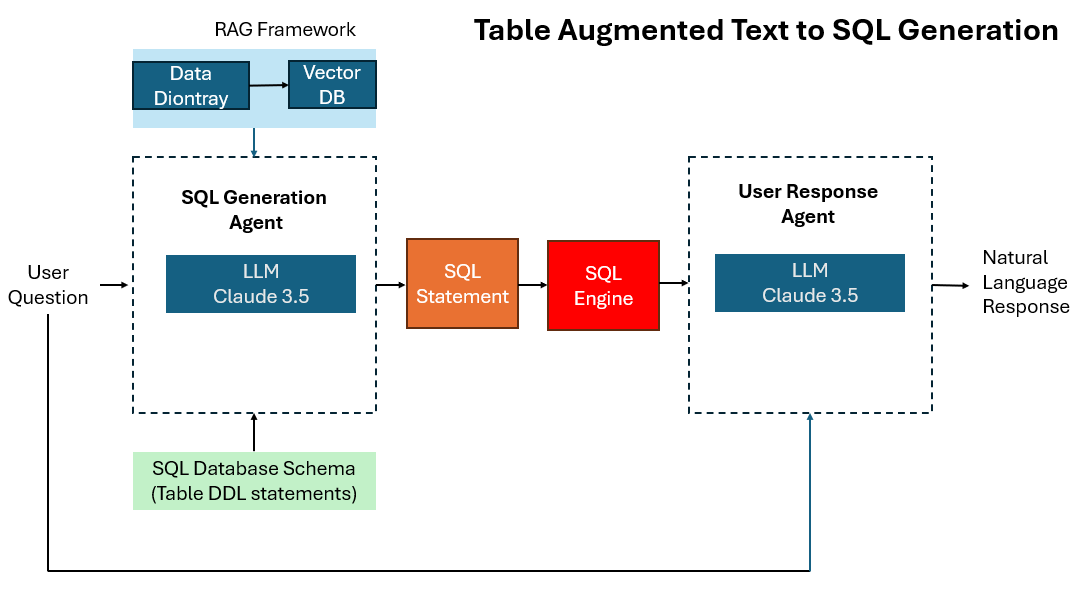 RAG Framework
Table Augmented Text to SQL Generation
Data
Diontray
Vector
DB
SQL Generation
Agent
LLM
Claude 3.5
User
Question
SQL
Statement
SQL
Engine
User Response
Agent
LLM
Claude 3.5
Natural
Language
Response
SQL Database Schema
(Table DDL statements)